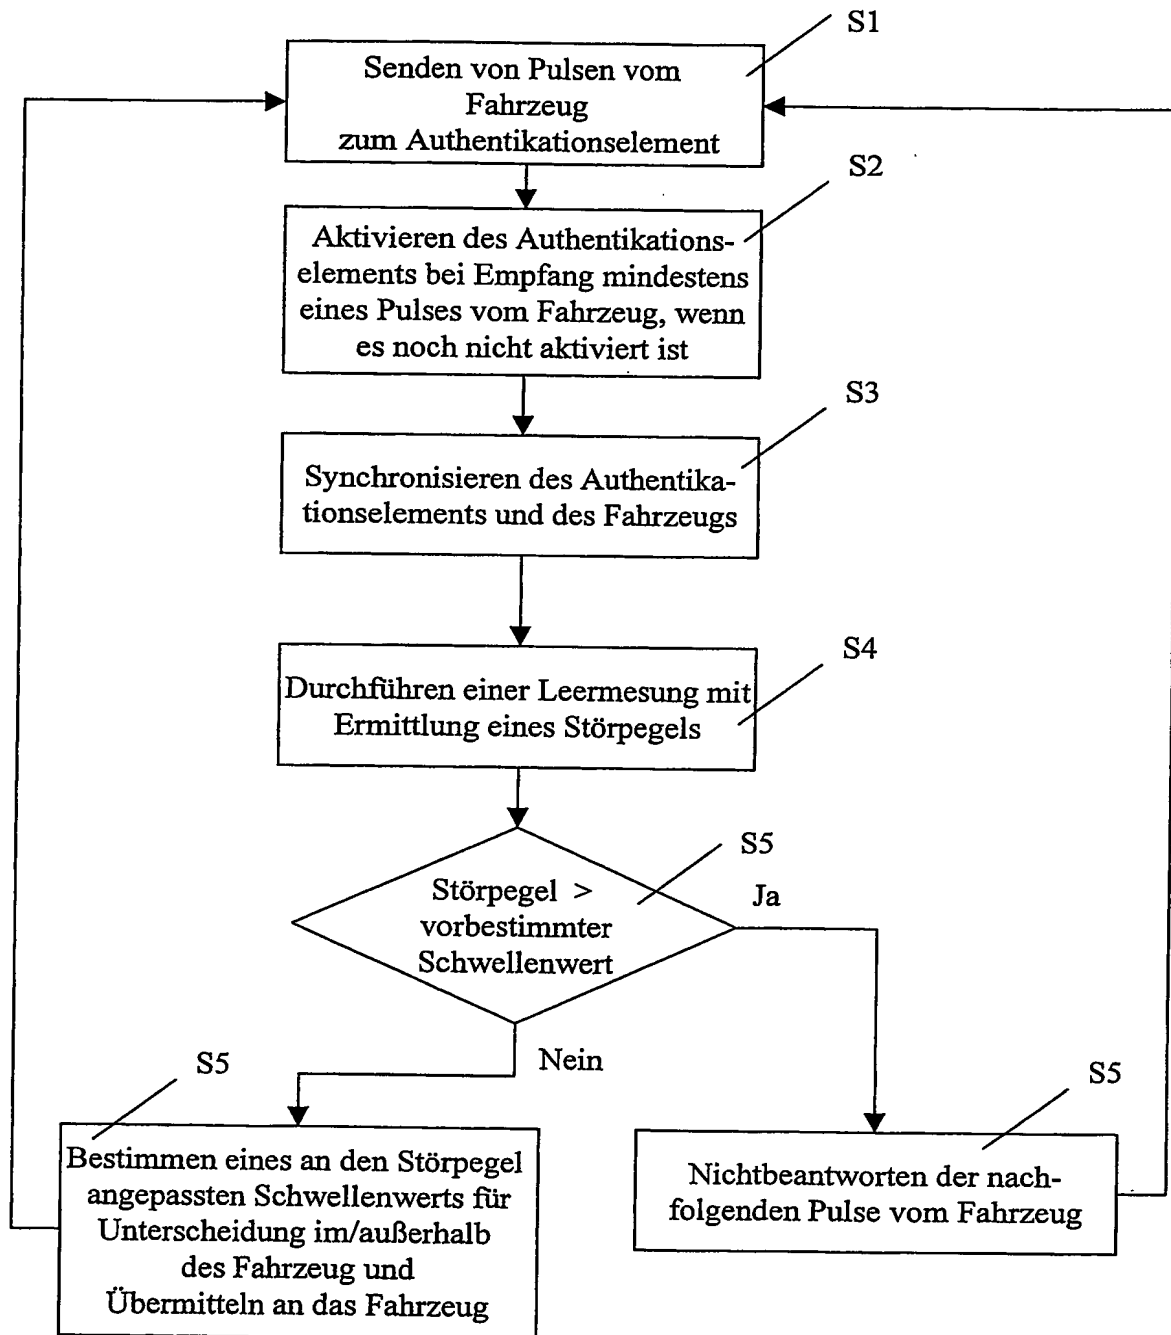 S1
Senden von Pulsen vom
Fahrzeug
zum Authentikationselement
S2
Aktivieren des Authentikations-
elements bei Empfang mindestens
eines Pulses vom Fahrzeug, wenn
es noch nicht aktiviert ist
S3
Synchronisieren des Authentika-
tionselements und des Fahrzeugs
S4
Durchführen einer Leermesung mit
Ermittlung eines Störpegels
S5
Störpegel >
vorbestimmter
Schwellenwert
Ja
Nein
S5
Bestimmen eines an den Störpegel
angepassten Schwellenwerts für
Unterscheidung im/außerhalb
des Fahrzeug und
Übermitteln an das Fahrzeug
S5
Nichtbeantworten der nach-
folgenden Pulse vom Fahrzeug